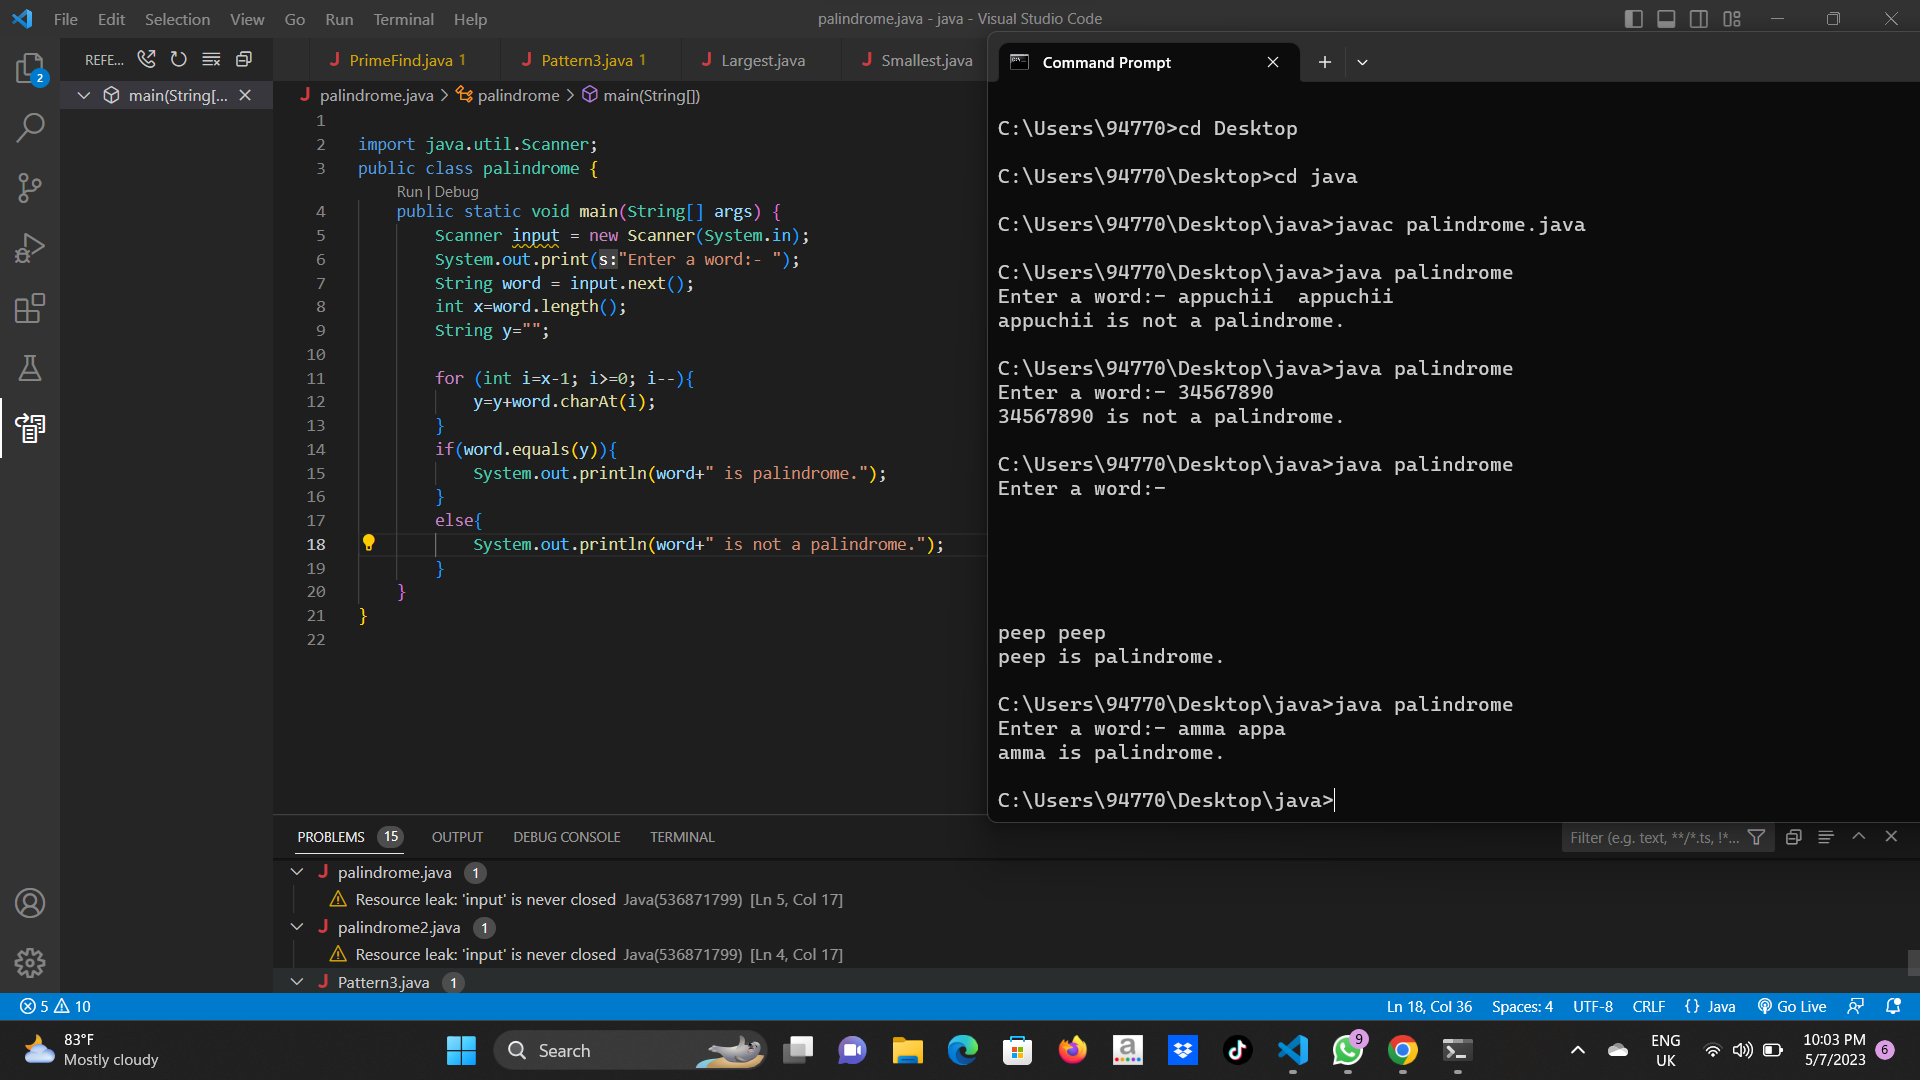 File Edit Selection View Go Run Terminal Help
palindrome.java - java - Visual Studio Code
REFE...
main(String[...
2
PrimeFind.java 1
Pattern3.java 1
Largest.java
Smallest.java
palindrome.java > palindrome > main(String[])
1
2 import java.util.Scanner;
3 public class palindrome {
Run | Debug
4 public static void main(String[] args) {
5 Scanner input = new Scanner(System.in);
6 System.out.print(s:"Enter a word:- ");
7 String word = input.next();
8 int x=word.length();
9 String y="";
10
11 for (int i=x-1; i>=0; i--){
12 y=y+word.charAt(i);
13 }
14 if(word.equals(y)){
15 System.out.println(word+" is palindrome.");
16 }
17 else{
18 System.out.println(word+" is not a palindrome.");
19 }
20 }
21 }
22
Command Prompt
C:\Users\94770>cd Desktop
C:\Users\94770\Desktop>cd java
C:\Users\94770\Desktop\java>javac palindrome.java
C:\Users\94770\Desktop\java>java palindrome
Enter a word:- appuchii  appuchii
appuchii is not a palindrome.
C:\Users\94770\Desktop\java>java palindrome
Enter a word:- 34567890
34567890 is not a palindrome.
C:\Users\94770\Desktop\java>java palindrome
Enter a word:-
peep peep
peep is palindrome.
C:\Users\94770\Desktop\java>java palindrome
Enter a word:- amma appa
amma is palindrome.
C:\Users\94770\Desktop\java>
PROBLEMS 15 OUTPUT DEBUG CONSOLE TERMINAL
Filter (e.g. text, **/*.ts, !*...
palindrome.java 1
Resource leak: 'input' is never closed Java(536871799) [Ln 5, Col 17]
palindrome2.java 1
Resource leak: 'input' is never closed Java(536871799) [Ln 4, Col 17]
Pattern3.java 1
5 10
Ln 18, Col 36 Spaces: 4 UTF-8 CRLF {} Java Go Live
83°F
Mostly cloudy
Search
a
9
ENG
UK
10:03 PM
5/7/2023
6